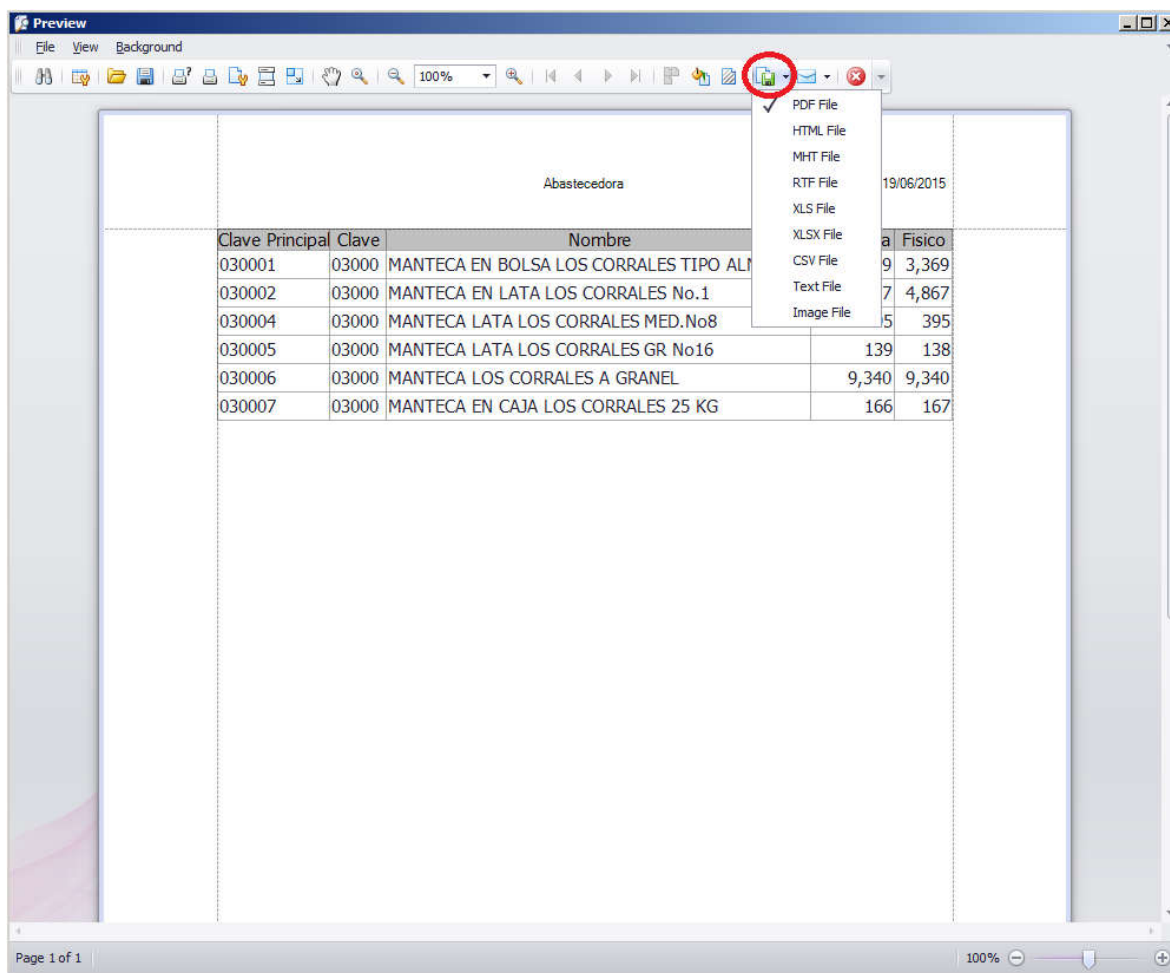 Preview
File View Background
100%
PDF File
HTML File
MHT File
Abastecedora RTF File 19/06/2015
XLS File
Clave Principal Clave Nombre XLSX File a Fisico
030001 03000 MANTECA EN BOLSA LOS CORRALES TIPO CSV File 9 3,369
030002 03000 MANTECA EN LATA LOS CORRALES No.1 Text File 7 4,867
Image File
030004 03000 MANTECA LATA LOS CORRALES MED.No8 5 395
030005 03000 MANTECA LATA LOS CORRALES GR No16 139 138
030006 03000 MANTECA LOS CORRALES A GRANEL 9,340 9,340
030007 03000 MANTECA EN CAJA LOS CORRALES 25 KG 166 167
Page 1 of 1 100%